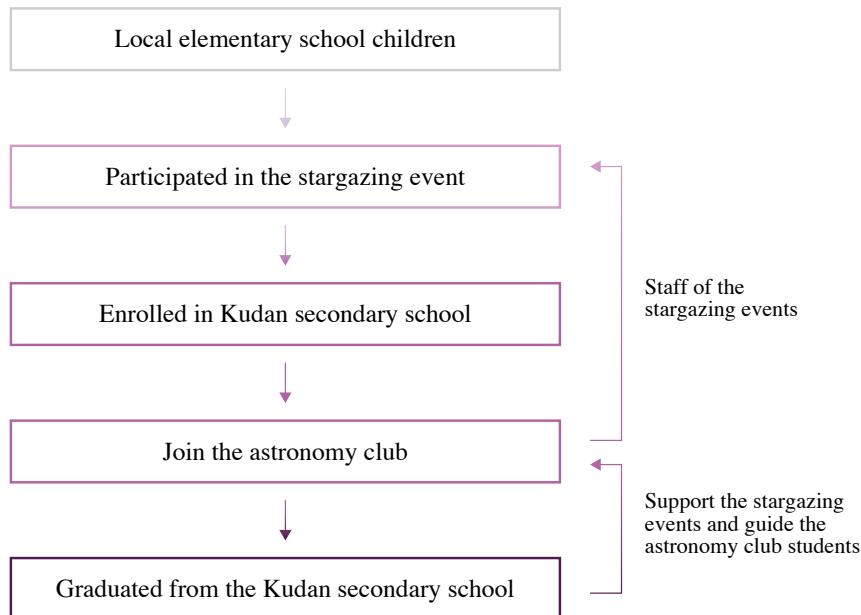 Local elementary school children
Participated in the stargazing event
Enrolled in Kudan secondary school
Staff of the
stargazing events
Join the astronomy club
Support the stargazing
events and guide the
astronomy club students
Graduated from the Kudan secondary school